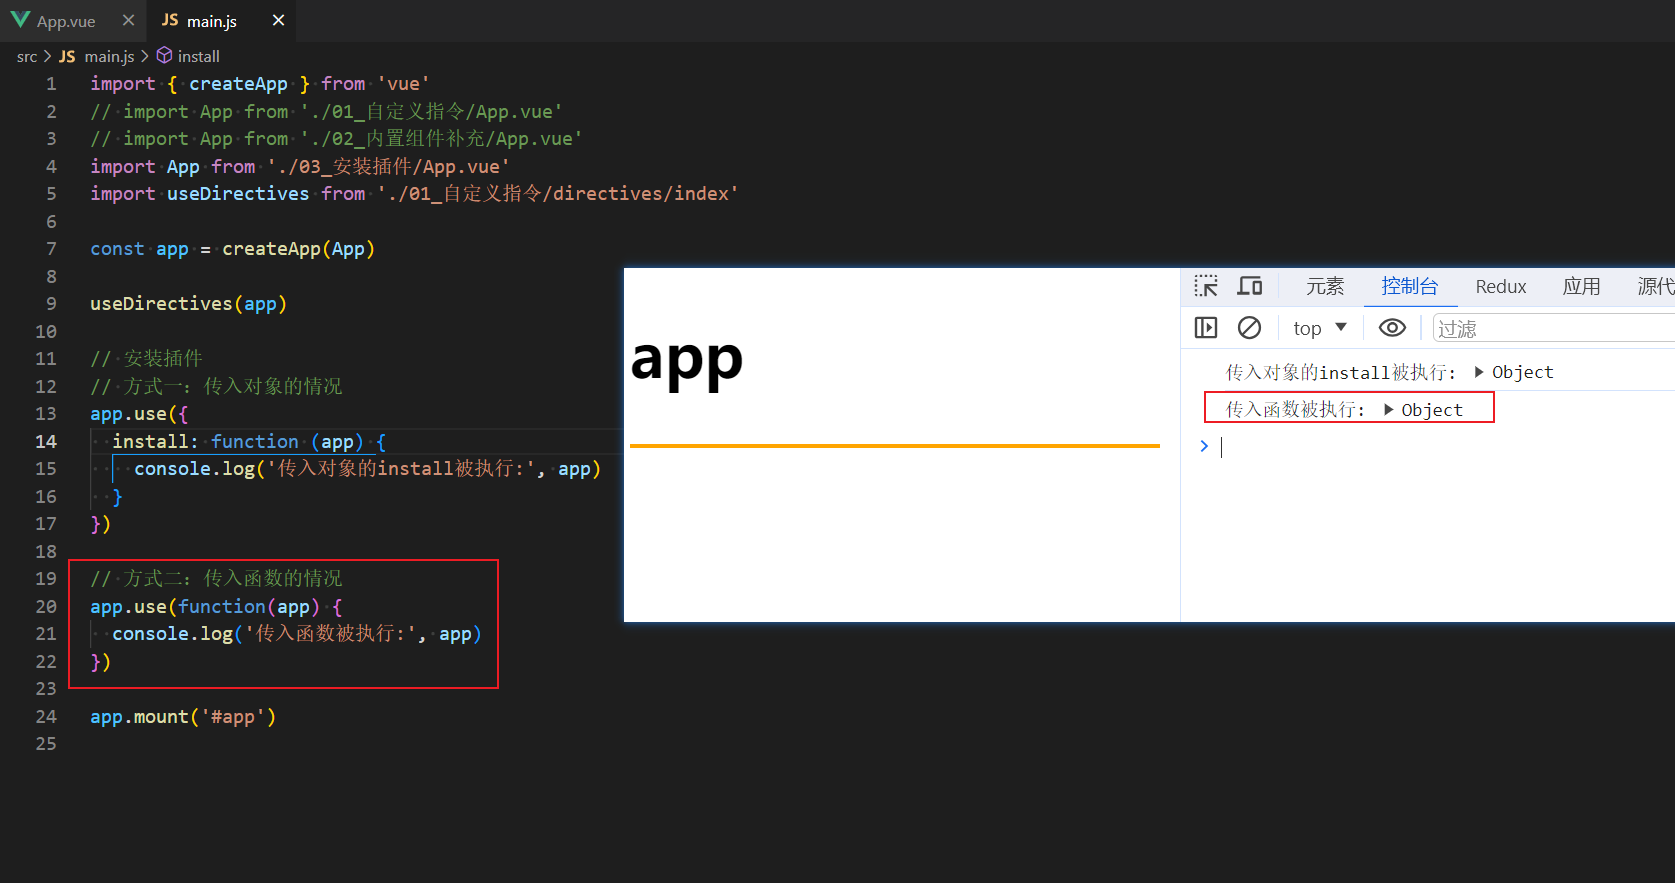 App.vue
JS main.js
src > JS main.js > install
1 import { createApp } from 'vue'
2 // import App from './01_自定义指令/App.vue'
3 // import App from './02_内置组件补充/App.vue'
4 import App from './03_安装插件/App.vue'
5 import useDirectives from './01_自定义指令/directives/index'
6
7 const app = createApp(App)
8
9 useDirectives(app)
10
11 // 安装插件
12 // 方式一：传入对象的情况
13 app.use({
14 install: function (app) {
15 console.log('传入对象的install被执行:', app)
16 }
17 })
18
19 // 方式二：传入函数的情况
20 app.use(function(app) {
21 console.log('传入函数被执行:', app)
22 })
23
24 app.mount('#app')
25
app
元素 控制台 Redux 应用 源代
top 过滤
传入对象的install被执行: Object
传入函数被执行: Object
>